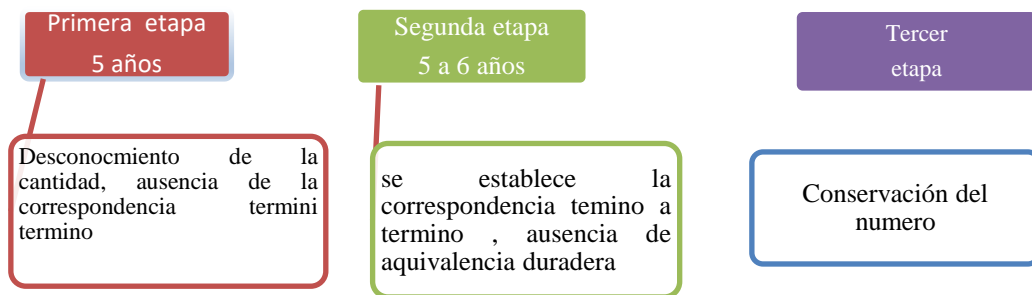 Primera etapa
5 años
Segunda etapa
5 a 6 años
Tercer
etapa
Desconocmiento de la
cantidad, ausencia de la
correspondencia termini
termino
se establece la
correspondencia temino a
termino , ausencia de
aquivalencia duradera
Conservación del
numero